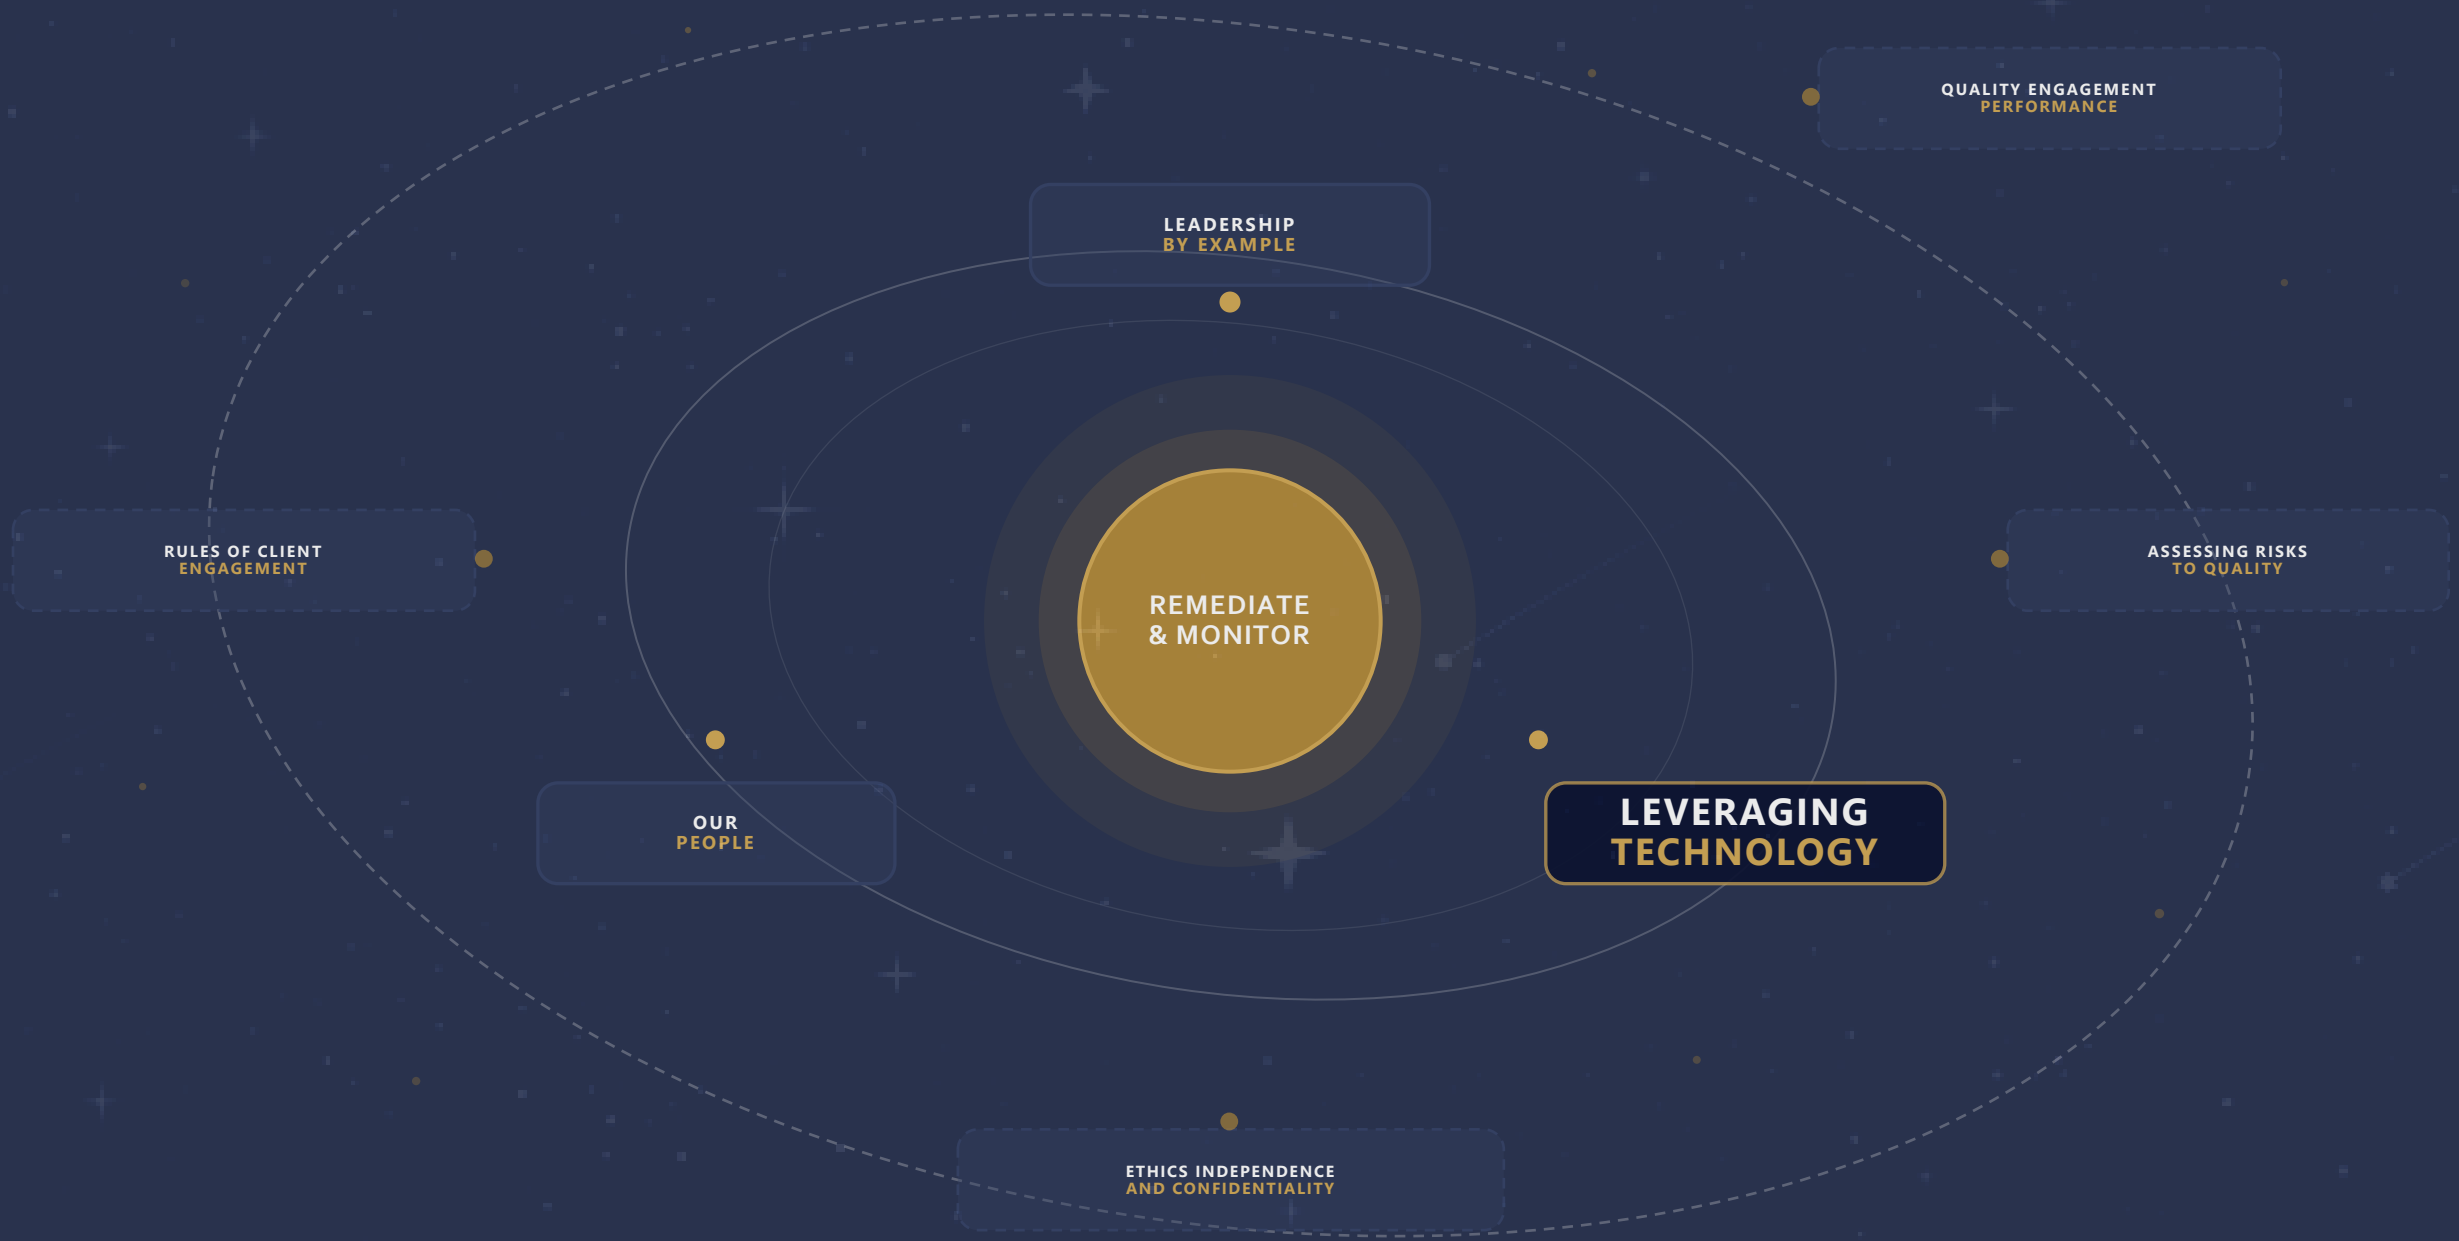 QUALITY ENGAGEMENT
PERFORMANCE
LEADERSHIP
BY EXAMPLE
RULES OF CLIENT
ENGAGEMENT
ASSESSING RISKS
TO QUALITY
REMEDIATE
& MONITOR
OUR
PEOPLE
LEVERAGING
TECHNOLOGY
ETHICS INDEPENDENCE
AND CONFIDENTIALITY